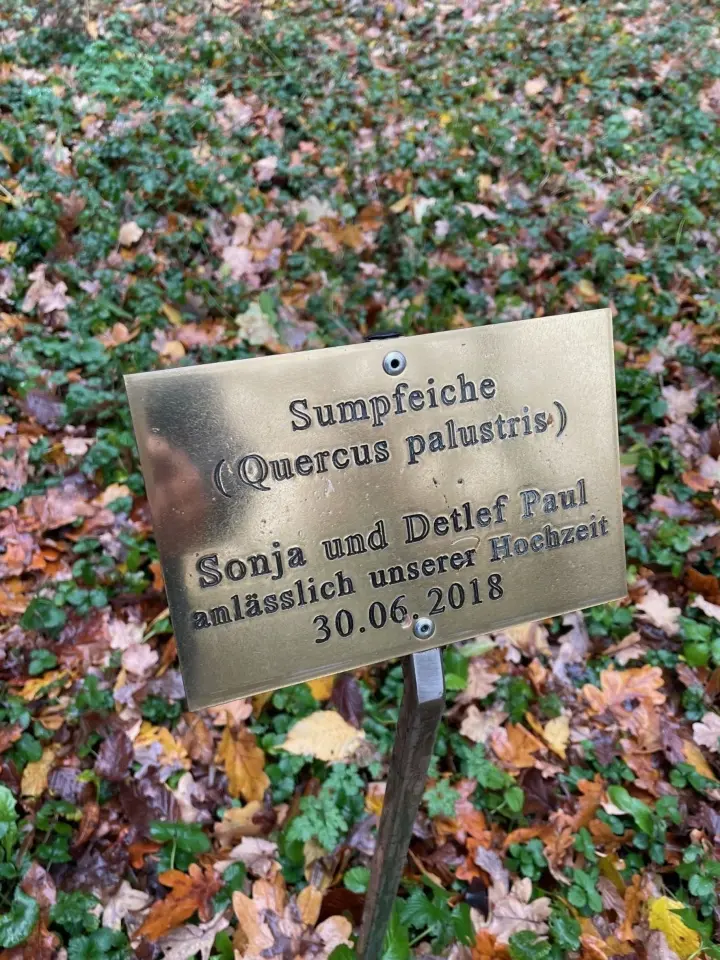 Sumpfeiche
(Quercus palustris)
Sonja und Detlef Paul
anlässlich unserer Hochzeit
30.06.2018